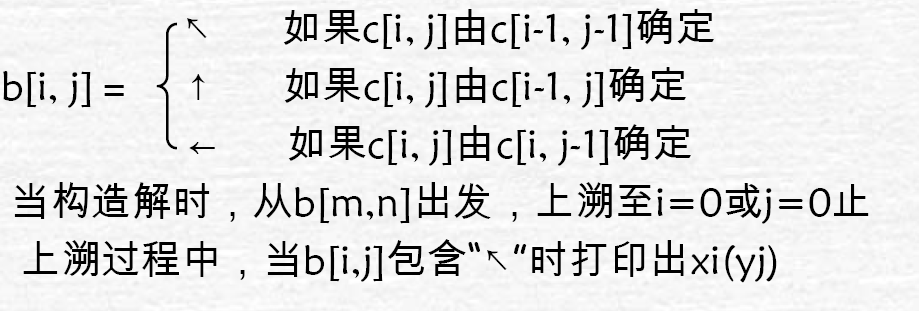 ↖ 如果c[i, j]由c[i-1, j-1]确定
b[i, j] = ↑ 如果c[i, j]由c[i-1, j]确定
← 如果c[i, j]由c[i, j-1]确定
当构造解时，从b[m,n]出发，上溯至i=0或j=0止
上溯过程中，当b[i,j]包含“↖”时打印出xi(yj)